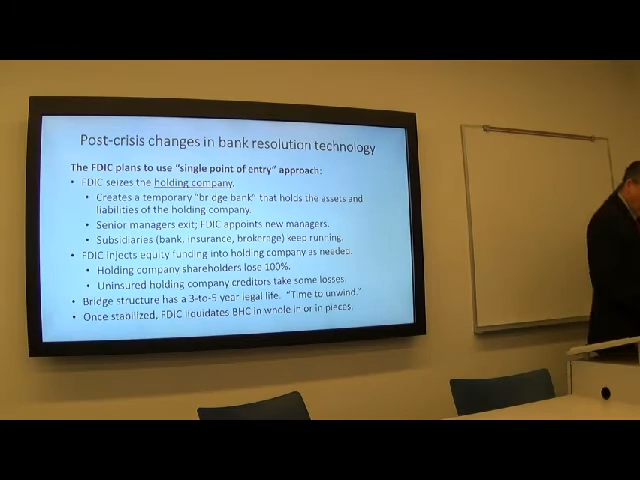 Post-crisis changes in bank resolution technology
The FDIC plans to use "single point of entry" approach:
• FDIC seizes the holding company.
• Creates a temporary "bridge bank" that holds the assets and
liabilities of the holding company.
• Senior managers exit; FDIC appoints new managers.
• Subsidiaries (bank, insurance, brokerage) keep running.
• FDIC injects equity funding into holding company as needed.
• Holding company shareholders lose 100%.
• Uninsured holding company creditors take some losses.
• Bridge structure has a 3-to-5 year legal life. "Time to unwind."
• Once stabilized, FDIC liquidates BHC in whole or in pieces.